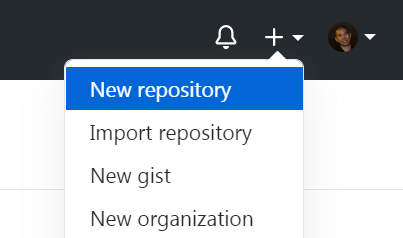 New repository
Import repository
New gist
New organization